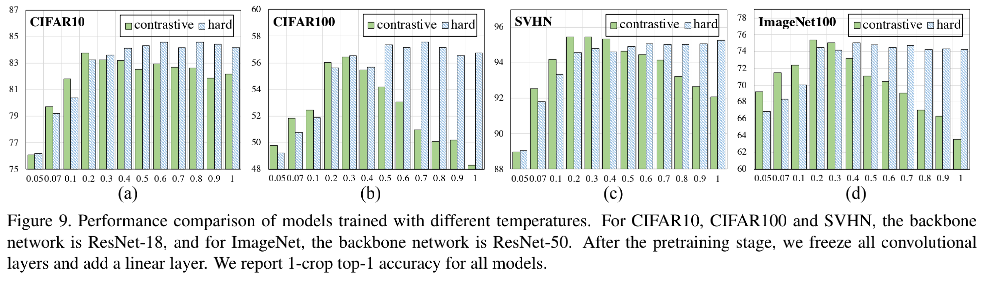 CIFAR10 contrastive hard
87
85
83
81
79
77
75
0.05 0.07 0.1 0.2 0.3 0.4 0.5 0.6 0.7 0.8 0.9 1
(a)
CIFAR100 contrastive hard
60
58
56
54
52
50
48
0.05 0.07 0.1 0.2 0.3 0.4 0.5 0.6 0.7 0.8 0.9 1
(b)
SVHN contrastive hard
96
94
92
90
88
0.05 0.07 0.1 0.2 0.3 0.4 0.5 0.6 0.7 0.8 0.9 1
(c)
ImageNet100 contrastive hard
78
76
74
72
70
68
66
64
62
60
0.05 0.07 0.1 0.2 0.3 0.4 0.5 0.6 0.7 0.8 0.9 1
(d)
Figure 9. Performance comparison of models trained with different temperatures. For CIFAR10, CIFAR100 and SVHN, the backbone
network is ResNet-18, and for ImageNet, the backbone network is ResNet-50. After the pretraining stage, we freeze all convolutional
layers and add a linear layer. We report 1-crop top-1 accuracy for all models.